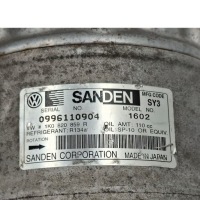 SANDEN
MFG CODE
SY3
SERIAL NO MODEL NO
0996110904 1602
VW # 1K0 820 859 R OIL AMT: 110 cc
REFRIGERANT: R134a OIL: SP-10 OR EQUIV.
ROTATION
SANDEN CORPORATION MADE IN JAPAN